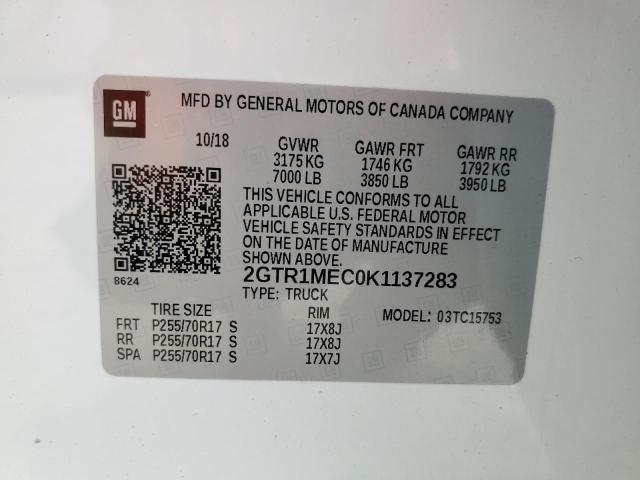 GM
MFD BY GENERAL MOTORS OF CANADA COMPANY
10/18 GVWR GAWR FRT GAWR RR
3175 KG 1746 KG 1792 KG
7000 LB 3850 LB 3950 LB
THIS VEHICLE CONFORMS TO ALL
APPLICABLE U.S. FEDERAL MOTOR
VEHICLE SAFETY STANDARDS IN EFFECT
ON THE DATE OF MANUFACTURE
SHOWN ABOVE.
8624
2GTR1MEC0K1137283
TYPE: TRUCK
TIRE SIZE RIM MODEL: 03TC15753
FRT P255/70R17 S 17X8J
RR P255/70R17 S 17X8J
SPA P255/70R17 S 17X7J